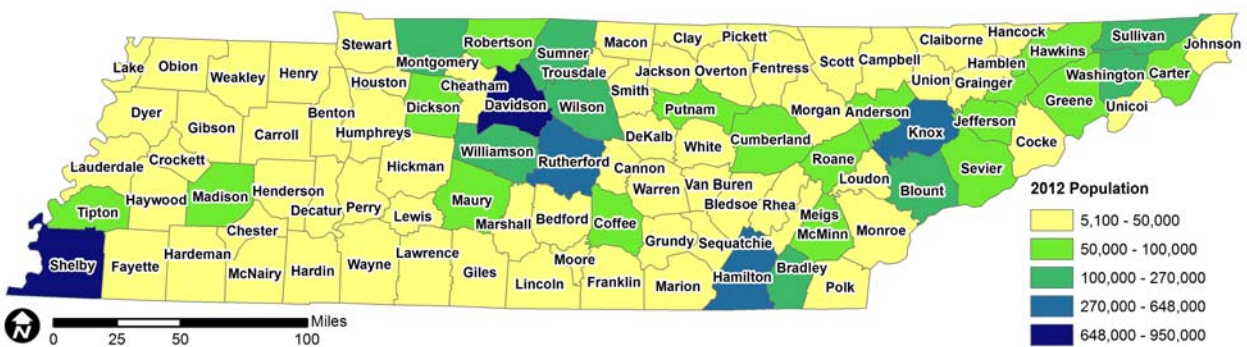 Stewart
Montgomery
Robertson
Sumner
Macon
Clay
Pickett
Claiborne
Hancock
Hawkins
Sullivan
Johnson
Lake
Obion
Weakley
Henry
Houston
Cheatham
Trousdale
Jackson
Overton
Fentress
Scott
Campbell
Union
Grainger
Hamblen
Washington
Carter
Dyer
Gibson
Carroll
Benton
Humphreys
Dickson
Davidson
Wilson
Smith
Putnam
Morgan
Anderson
Knox
Jefferson
Greene
Unicoi
Lauderdale
Crockett
Hickman
Williamson
Rutherford
DeKalb
White
Cumberland
Roane
Loudon
Blount
Sevier
Cocke
Tipton
Haywood
Madison
Henderson
Decatur
Perry
Lewis
Maury
Marshall
Bedford
Cannon
Coffee
Warren
Van Buren
Bledsoe
Rhea
Meigs
McMinn
Monroe
Shelby
Fayette
Hardeman
Chester
McNairy
Hardin
Wayne
Lawrence
Giles
Lincoln
Moore
Franklin
Grundy
Sequatchie
Marion
Hamilton
Bradley
Polk
2012 Population
5,100 - 50,000
50,000 - 100,000
100,000 - 270,000
270,000 - 648,000
648,000 - 950,000
N
Miles
0 25 50 100